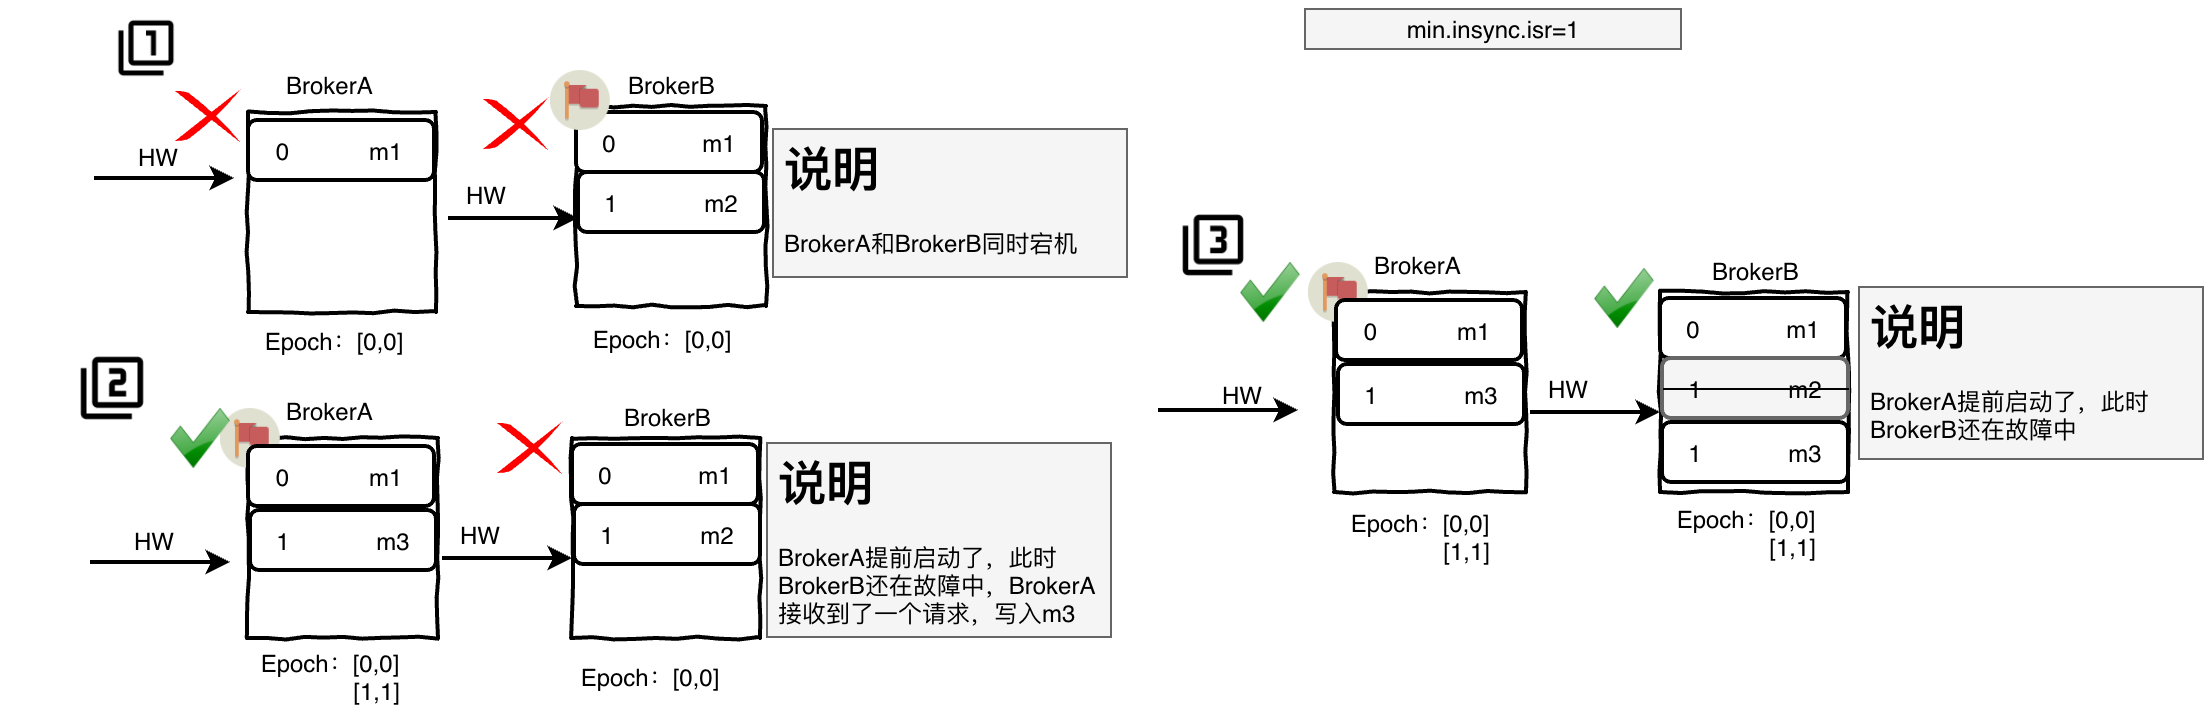 1
BrokerA
HW
0 m1
Epoch：[0,0]
BrokerB
HW
0 m1
1 m2
Epoch：[0,0]
说明
BrokerA和BrokerB同时宕机
2
BrokerA
HW
0 m1
1 m3
Epoch：[0,0]
[1,1]
BrokerB
HW
0 m1
1 m2
Epoch：[0,0]
说明
BrokerA提前启动了，此时
BrokerB还在故障中，BrokerA
接收到了一个请求，写入m3
min.insync.isr=1
3
BrokerA
HW
0 m1
1 m3
Epoch：[0,0]
[1,1]
BrokerB
HW
0 m1
1 m2
1 m3
Epoch：[0,0]
[1,1]
说明
BrokerA提前启动了，此时
BrokerB还在故障中